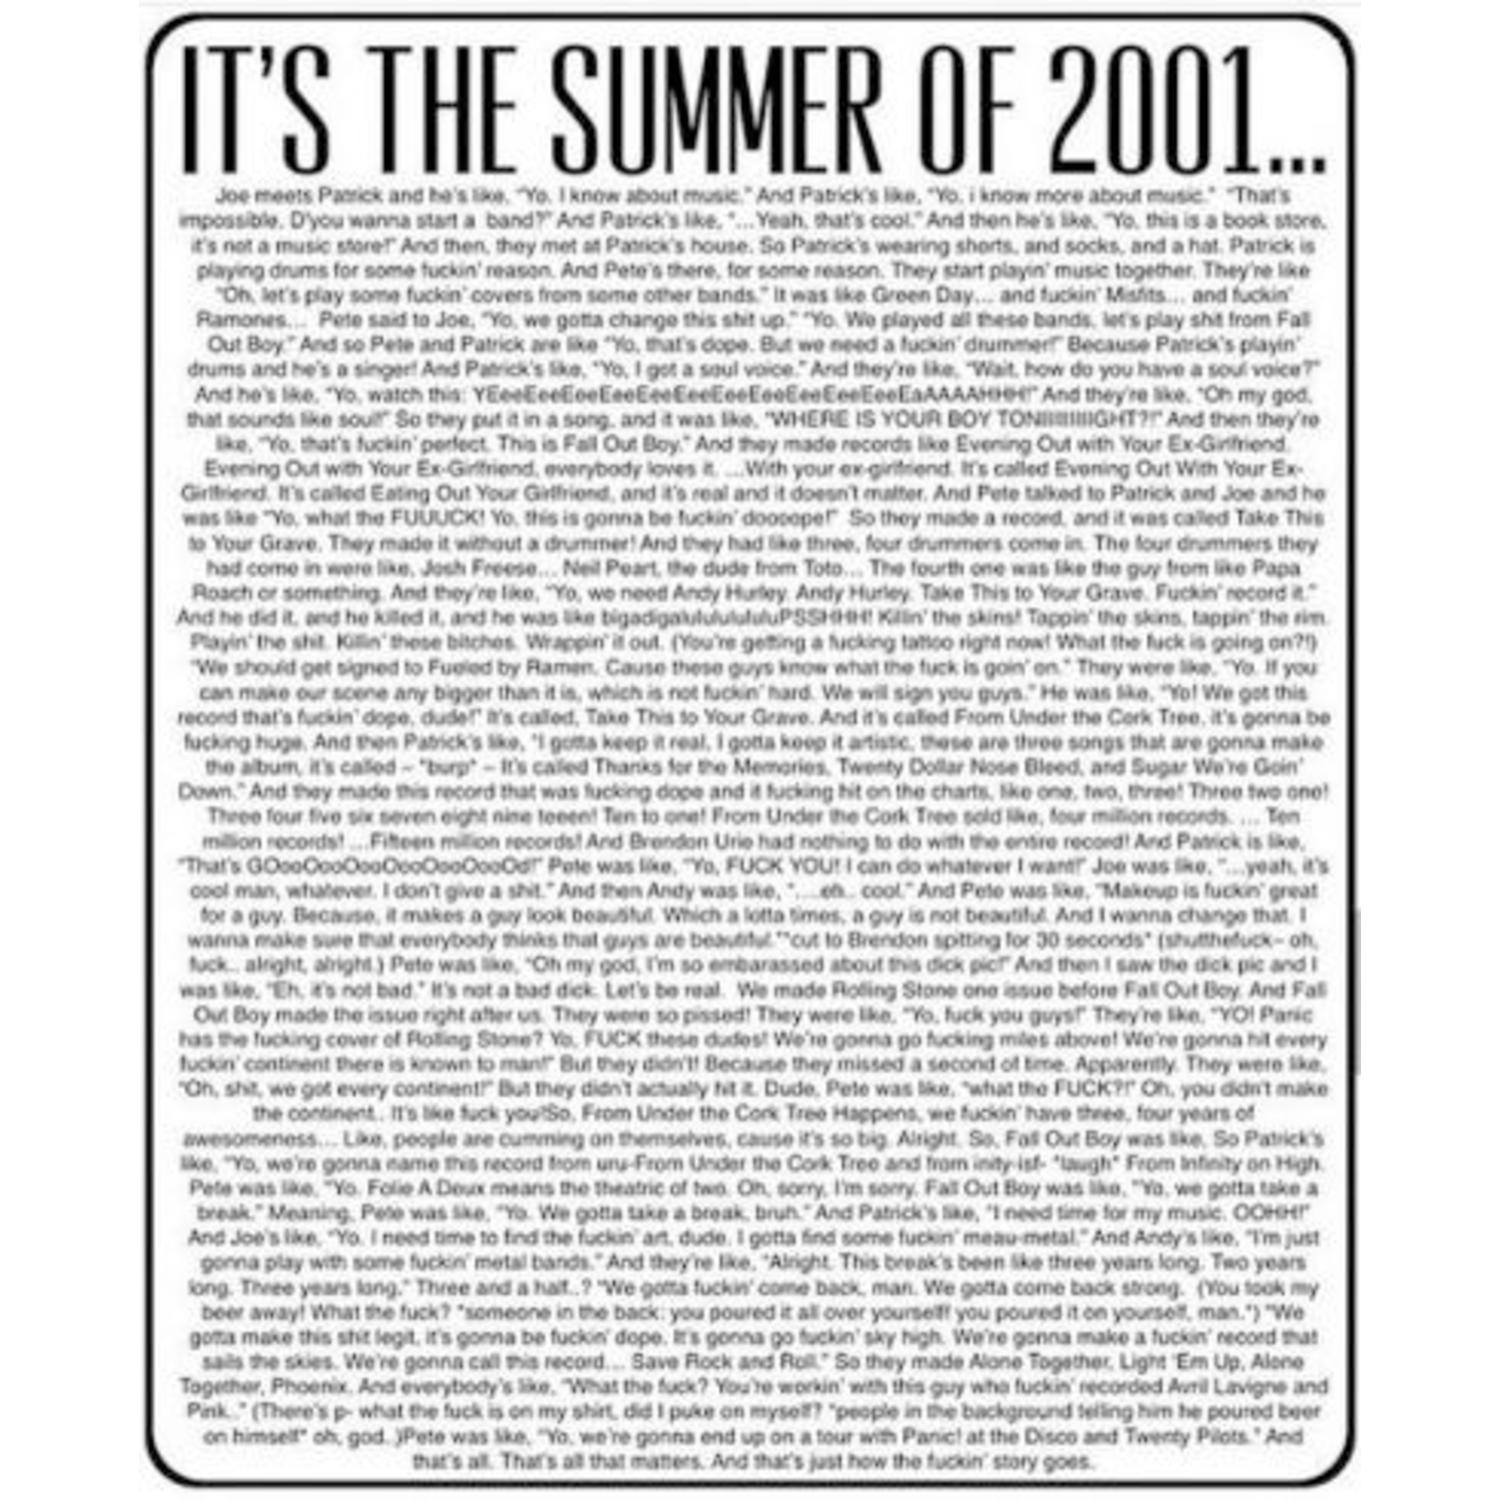 IT'S THE SUMMER OF 2001...
Joe meets Patrick and he's like, "Yo. I know about music." And Patrick's like, "Yo, i know more about music." "That's
impossible. D'you wanna start a band?" And Patrick's like, "...Yeah, that's cool." And then he's like, "Yo, this is a book store,
it's not a music store!" And then, they met at Patrick's house. So Patrick's wearing shorts, and socks, and a hat. Patrick is
playing drums for some fuckin' reason. And Pete's there, for some reason. They start playin' music together. They're like
"Oh, let's play some fuckin' covers from some other bands." It was like Green Day... and fuckin' Misfits... and fuckin'
Ramones... Pete said to Joe, "Yo, we gotta change this shit up." "Yo. We played all these bands, let's play shit from Fall
Out Boy." And so Pete and Patrick are like "Yo, that's dope. But we need a fuckin' drummer!" Because Patrick's playin'
drums and he's a singer! And Patrick's like, "Yo, I got a soul voice." And they're like, "Wait, how do you have a soul voice?"
And he's like, "Yo, watch this: YEeeEeeEeeEeeEeeEeeEeeEeeEeeEeeEeeEaAAAAHHH!" And they're like, "Oh my god,
that sounds like soul!" So they put it in a song, and it was like, "WHERE IS YOUR BOY TONIIIIIIIIIGHT?!" And then they're
like, "Yo, that's fuckin' perfect. This is Fall Out Boy." And they made records like Evening Out with Your Ex-Girlfriend.
Evening Out with Your Ex-Girlfriend, everybody loves it. ...With your ex-girlfriend. It's called Evening Out With Your Ex-
Girlfriend. It's called Eating Out Your Girlfriend, and it's real and it doesn't matter. And Pete talked to Patrick and Joe and he
was like "Yo, what the FUUUCK! Yo, this is gonna be fuckin' doooope!" So they made a record, and it was called Take This
to Your Grave. They made it without a drummer! And they had like three, four drummers come in. The four drummers they
had come in were like, Josh Freese... Neil Peart, the dude from Toto... The fourth one was like the guy from like Papa
Roach or something. And they're like, "Yo, we need Andy Hurley. Andy Hurley. Take This to Your Grave. Fuckin' record it."
And he did it, and he killed it, and he was like bigadigalulululululuPSSHHH! Killin' the skins! Tappin' the skins, tappin' the rim.
Playin' the shit. Killin' these bitches. Wrappin' it out. (You're getting a fucking tattoo right now! What the fuck is going on?!)
"We should get signed to Fueled by Ramen. Cause these guys know what the fuck is goin' on." They were like, "Yo. If you
can make our scene any bigger than it is, which is not fuckin' hard. We will sign you guys." He was like, "Yo! We got this
record that's fuckin' dope, dude!" It's called, Take This to Your Grave. And it's called From Under the Cork Tree, it's gonna be
fucking huge. And then Patrick's like, "I gotta keep it real, I gotta keep it artistic, these are three songs that are gonna make
the album, it's called – *burp* – It's called Thanks for the Memories, Twenty Dollar Nose Bleed, and Sugar We're Goin'
Down." And they made this record that was fucking dope and it fucking hit on the charts, like one, two, three! Three two one!
Three four five six seven eight nine teeen! Ten to one! From Under the Cork Tree sold like, four million records. ... Ten
million records! ...Fifteen million records! And Brendon Urie had nothing to do with the entire record! And Patrick is like,
"That's GOooOooOooOooOooOooOod!" Pete was like, "Yo, FUCK YOU! I can do whatever I want!" Joe was like, "...yeah, it's
cool man, whatever. I don't give a shit." And then Andy was like, "....eh.. cool." And Pete was like, "Makeup is fuckin' great
for a guy. Because, it makes a guy look beautiful. Which a lotta times, a guy is not beautiful. And I wanna change that. I
wanna make sure that everybody thinks that guys are beautiful."*cut to Brendon spitting for 30 seconds* (shutthefuck– oh,
fuck.. alright, alright.) Pete was like, "Oh my god, I'm so embarassed about this dick pic!" And then I saw the dick pic and I
was like, "Eh, it's not bad." It's not a bad dick. Let's be real. We made Rolling Stone one issue before Fall Out Boy. And Fall
Out Boy made the issue right after us. They were so pissed! They were like, "Yo, fuck you guys!" They're like, "YO! Panic
has the fucking cover of Rolling Stone? Yo, FUCK these dudes! We're gonna go fucking miles above! We're gonna hit every
fuckin' continent there is known to man!" But they didn't! Because they missed a second of time. Apparently. They were like,
"Oh, shit, we got every continent!" But they didn't actually hit it. Dude, Pete was like, "what the FUCK?!" Oh, you didn't make
the continent.. It's like fuck you!So, From Under the Cork Tree Happens, we fuckin' have three, four years of
awesomeness... Like, people are cumming on themselves, cause it's so big. Alright. So, Fall Out Boy was like, So Patrick's
like, "Yo, we're gonna name this record from uru-From Under the Cork Tree and from inity-isf- *laugh* From Infinity on High.
Pete was like, "Yo. Folie A Deux means the theatric of two. Oh, sorry, I'm sorry. Fall Out Boy was like, "Yo, we gotta take a
break." Meaning, Pete was like, "Yo. We gotta take a break, bruh." And Patrick's like, "I need time for my music. OOHH!"
And Joe's like, "Yo. I need time to find the fuckin' art, dude. I gotta find some fuckin' meau-metal." And Andy's like, "I'm just
gonna play with some fuckin' metal bands." And they're like, "Alright. This break's been like three years long. Two years
long. Three years long." Three and a half..? "We gotta fuckin' come back, man. We gotta come back strong. (You took my
beer away! What the fuck? *someone in the back: you poured it all over yourself! you poured it on yourself, man.*) "We
gotta make this shit legit, it's gonna be fuckin' dope. It's gonna go fuckin' sky high. We're gonna make a fuckin' record that
sails the skies. We're gonna call this record... Save Rock and Roll." So they made Alone Together, Light 'Em Up, Alone
Together, Phoenix. And everybody's like, "What the fuck? You're workin' with this guy who fuckin' recorded Avril Lavigne and
Pink.." (There's p- what the fuck is on my shirt, did I puke on myself? *people in the background telling him he poured beer
on himself* oh, god..)Pete was like, "Yo, we're gonna end up on a tour with Panic! at the Disco and Twenty Pilots." And
that's all. That's all that matters. And that's just how the fuckin' story goes.